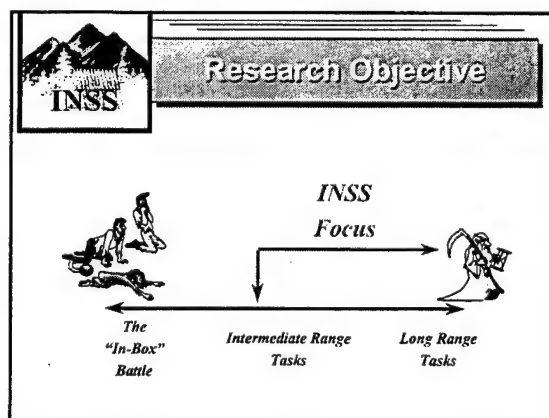 INSS
Research Objective
INSS
Focus
The
"In-Box"
Battle
Intermediate Range
Tasks
Long Range
Tasks